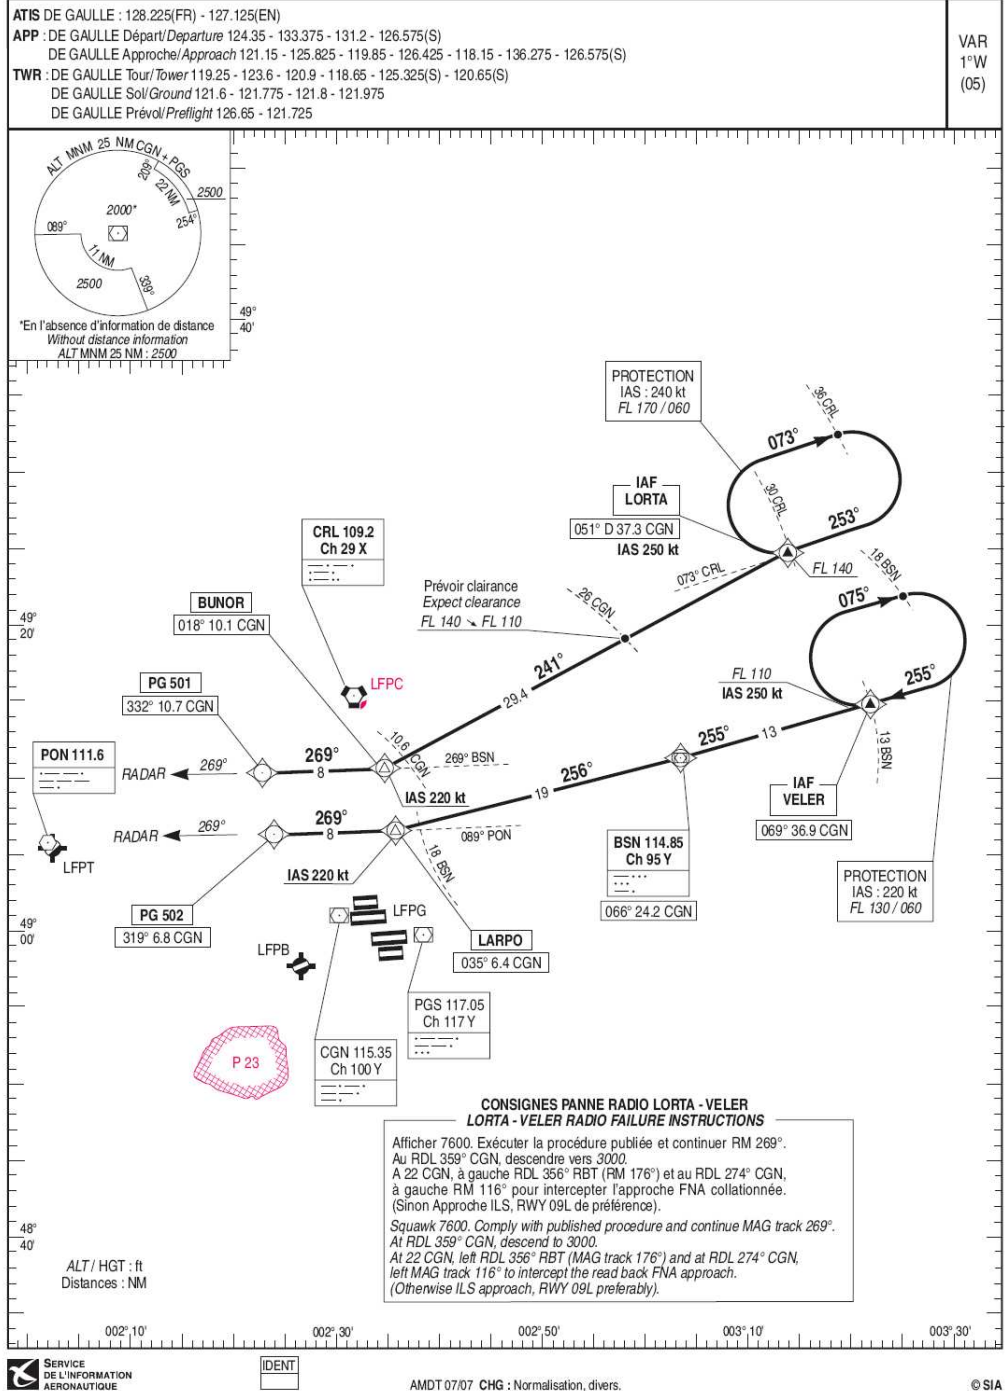 ATIS DE GAULLE : 128.225(FR) - 127.125(EN)
APP : DE GAULLE Départ/Departure 124.35 - 133.375 - 131.2 - 126.575(S)
DE GAULLE Approche/Approach 121.15 - 125.825 - 119.85 - 126.425 - 118.15 - 136.275 - 126.575(S)
TWR : DE GAULLE Tour/Tower 119.25 - 123.6 - 120.9 - 118.65 - 125.325(S) - 120.65(S)
DE GAULLE Sol/Ground 121.6 - 121.775 - 121.8 - 121.975
DE GAULLE Prévol/Preflight 126.65 - 121.725
VAR
1°W
(05)
ALT MNM 25 NM CGN + PGS
209°
22 NM
2500
254°
2000*
089°
11 NM
2500
339°
*En l'absence d'information de distance
Without distance information
ALT MNM 25 NM : 2500
49°
40'
PROTECTION
IAS : 240 kt
FL 170 / 060
36 CRL
073°
30 CRL
253°
IAF
LORTA
051° D 37.3 CGN
IAS 250 kt
073° CRL
FL 140
CRL 109.2
Ch 29 X
Prévoir clairance
Expect clearance
FL 140 ➘ FL 110
26 CGN
18 BSN
075°
255°
FL 110
IAS 250 kt
13 BSN
49°
20'
BUNOR
018° 10.1 CGN
241°
29.4
LFPC
PG 501
332° 10.7 CGN
PON 111.6
RADAR
269°
269°
8
10.6 CGN
269° BSN
IAS 220 kt
255°
13
256°
19
IAF
VELER
069° 36.9 CGN
RADAR
269°
269°
8
089° PON
18 BSN
IAS 220 kt
LFPT
BSN 114.85
Ch 95 Y
066° 24.2 CGN
PROTECTION
IAS : 220 kt
FL 130 / 060
PG 502
319° 6.8 CGN
LFPG
LFPB
LARPO
035° 6.4 CGN
49°
00'
PGS 117.05
Ch 117 Y
CGN 115.35
Ch 100 Y
P 23
CONSIGNES PANNE RADIO LORTA - VELER
LORTA - VELER RADIO FAILURE INSTRUCTIONS
Afficher 7600. Exécuter la procédure publiée et continuer RM 269°.
Au RDL 359° CGN, descendre vers 3000.
A 22 CGN, à gauche RDL 356° RBT (RM 176°) et au RDL 274° CGN,
à gauche RM 116° pour intercepter l'approche FNA collationnée.
(Sinon Approche ILS, RWY 09L de préférence).
Squawk 7600. Comply with published procedure and continue MAG track 269°.
At RDL 359° CGN, descend to 3000.
At 22 CGN, left RDL 356° RBT (MAG track 176°) and at RDL 274° CGN,
left MAG track 116° to intercept the read back FNA approach.
(Otherwise ILS approach, RWY 09L preferably).
48°
40'
ALT / HGT : ft
Distances : NM
002°10'
002°30'
002°50'
003°10'
003°30'
SERVICE
DE L'INFORMATION
AERONAUTIQUE
IDENT
AMDT 07/07 CHG : Normalisation, divers.
© SIA